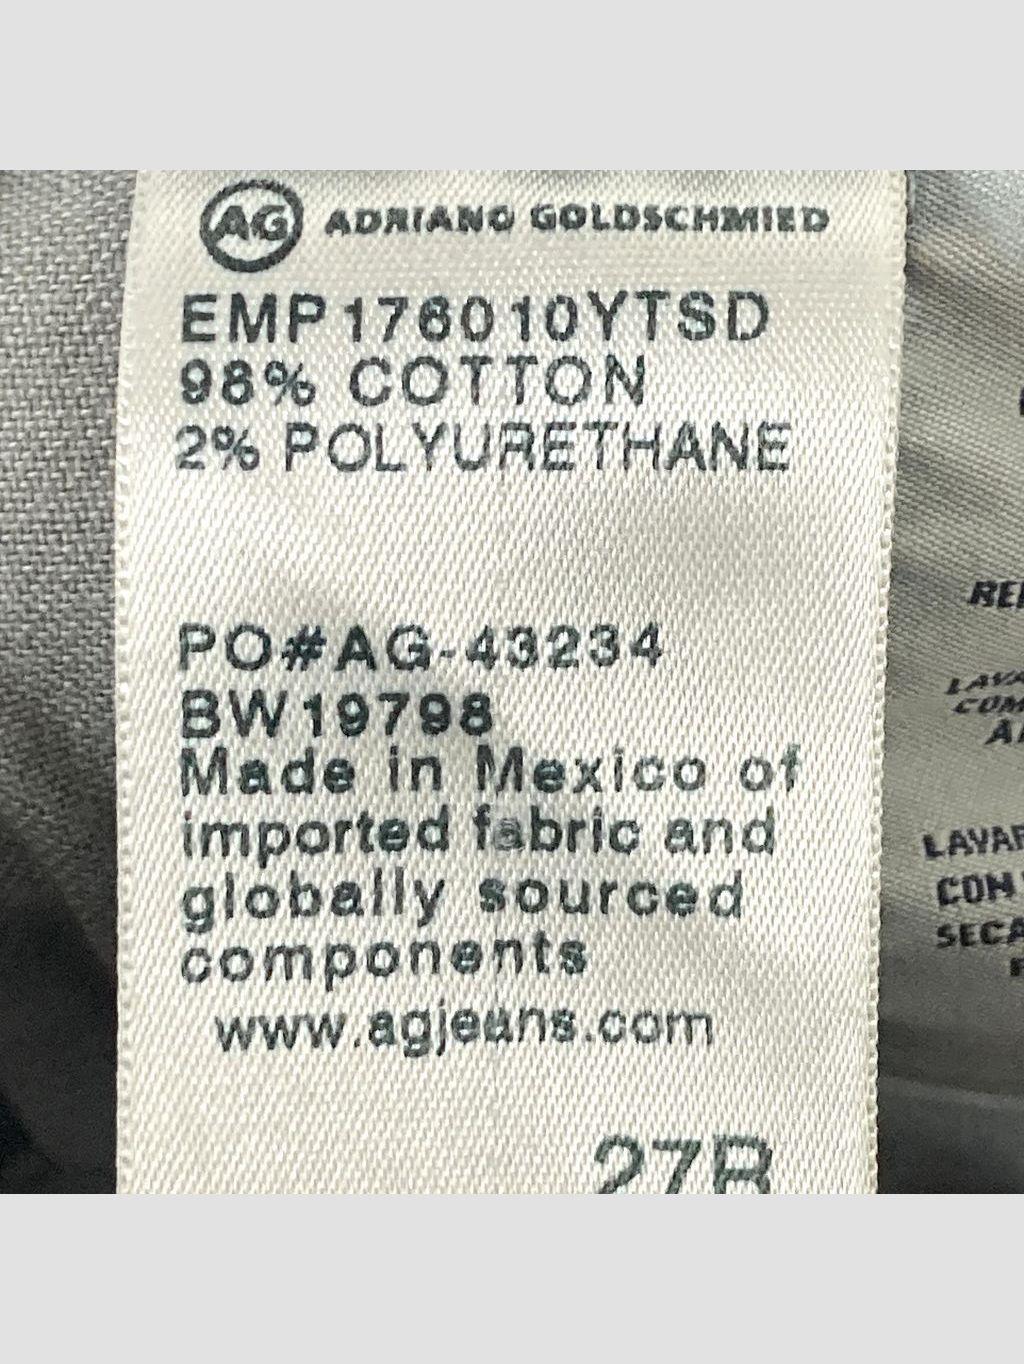 AG ADRIANO GOLDSCHMIED
EMP176010YTSD
98% COTTON
2% POLYURETHANE
PO#AG-43234
BW19798
Made in Mexico of
imported fabric and
globally sourced
components
www.agjeans.com
27R